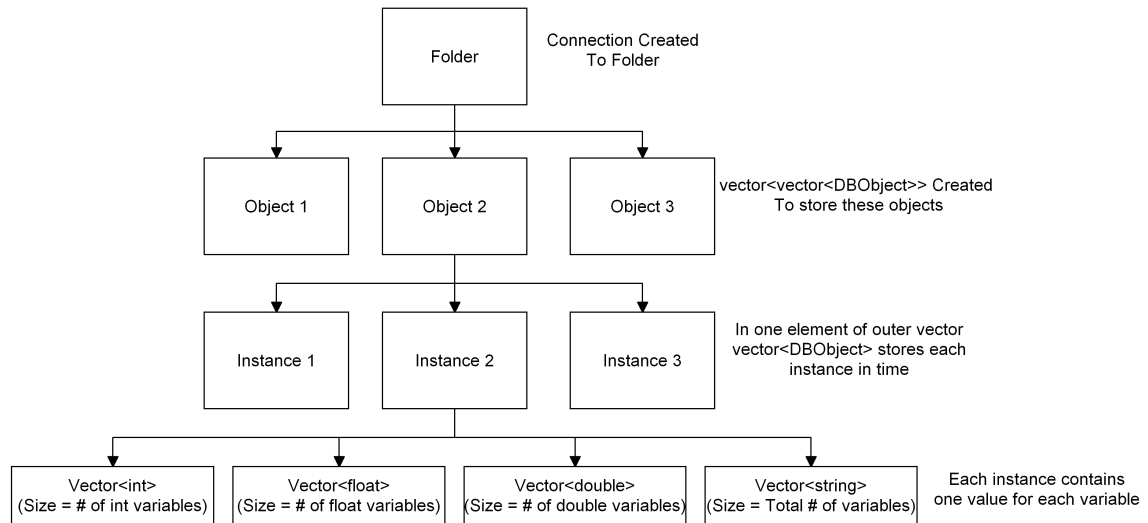 Folder
Connection Created
To Folder
Object 1
Object 2
Object 3
vector<vector<DBObject>> Created
To store these objects
Instance 1
Instance 2
Instance 3
In one element of outer vector
vector<DBObject> stores each
instance in time
Vector<int>
(Size = # of int variables)
Vector<float>
(Size = # of float variables)
Vector<double>
(Size = # of double variables)
Vector<string>
(Size = Total # of variables)
Each instance contains
one value for each variable